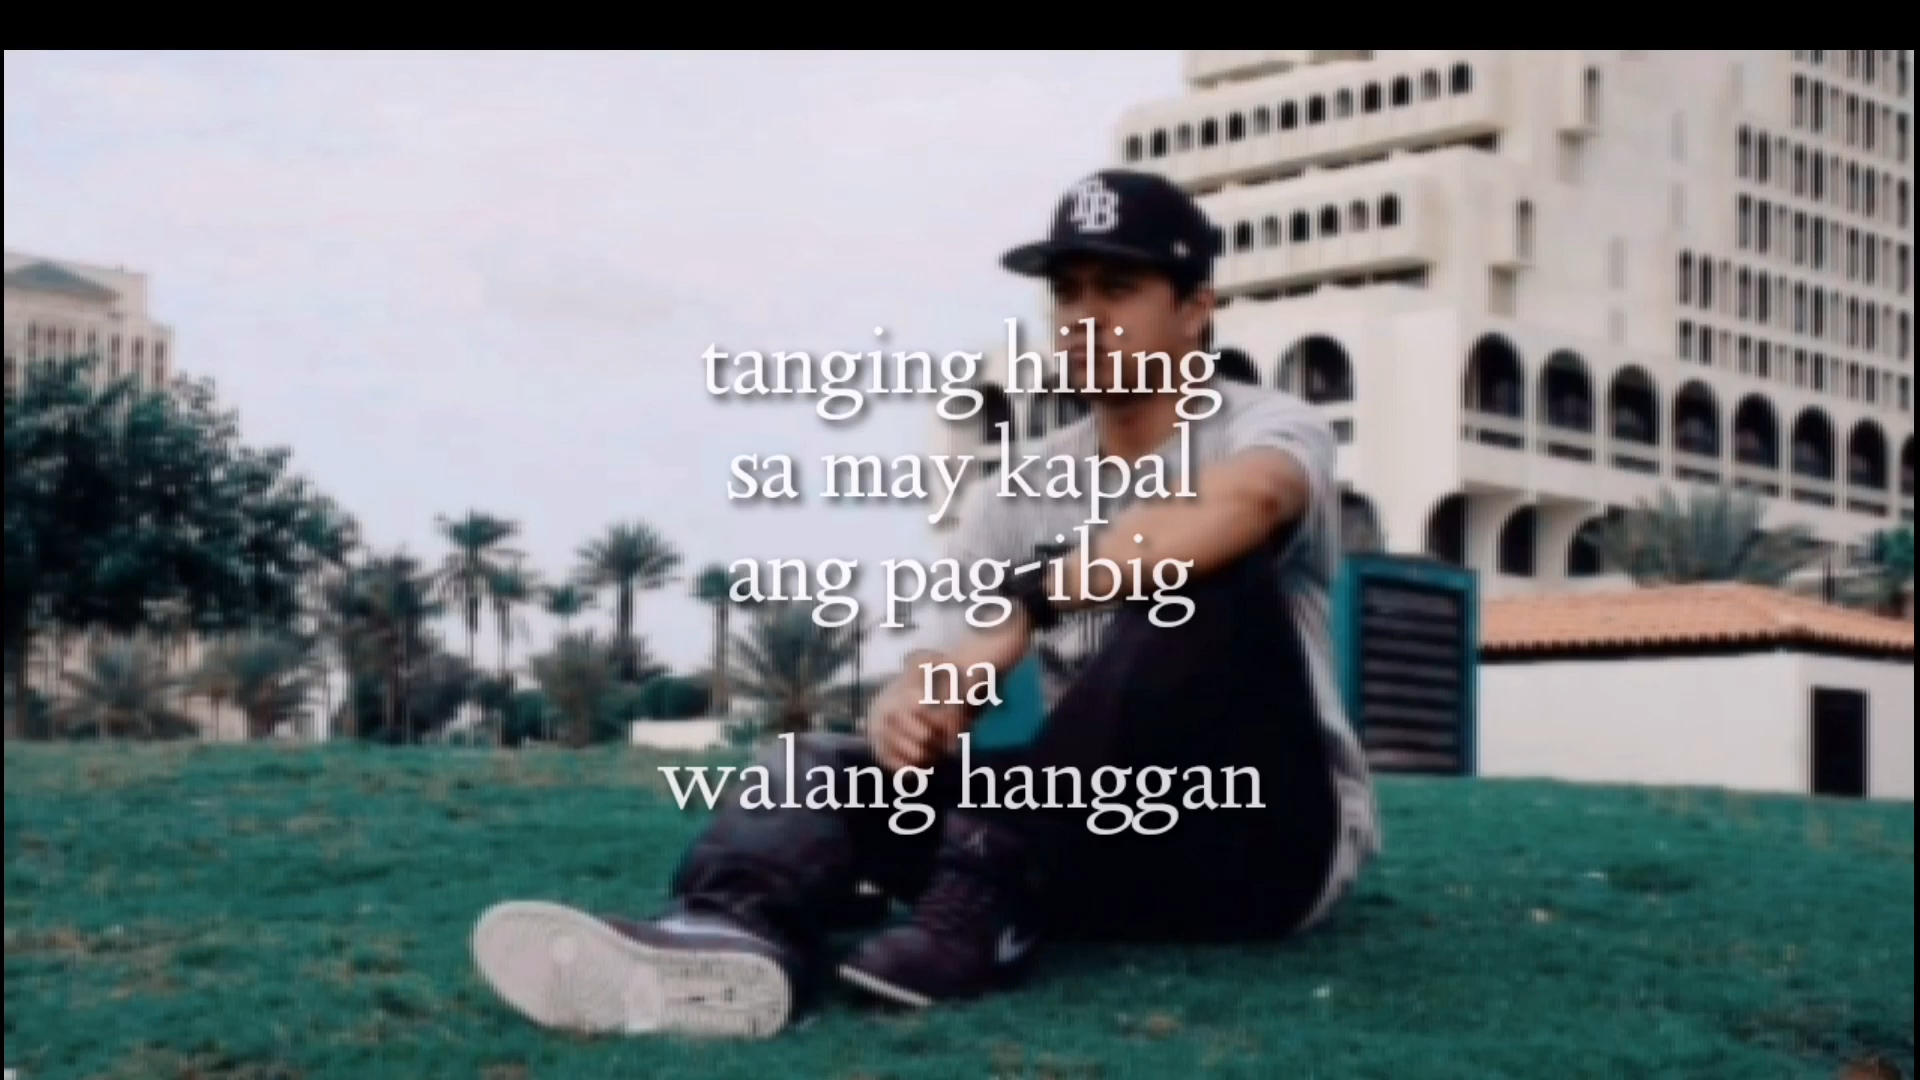 tanging hiling
sa may kapal
ang pag-ibig
na
walang hanggan